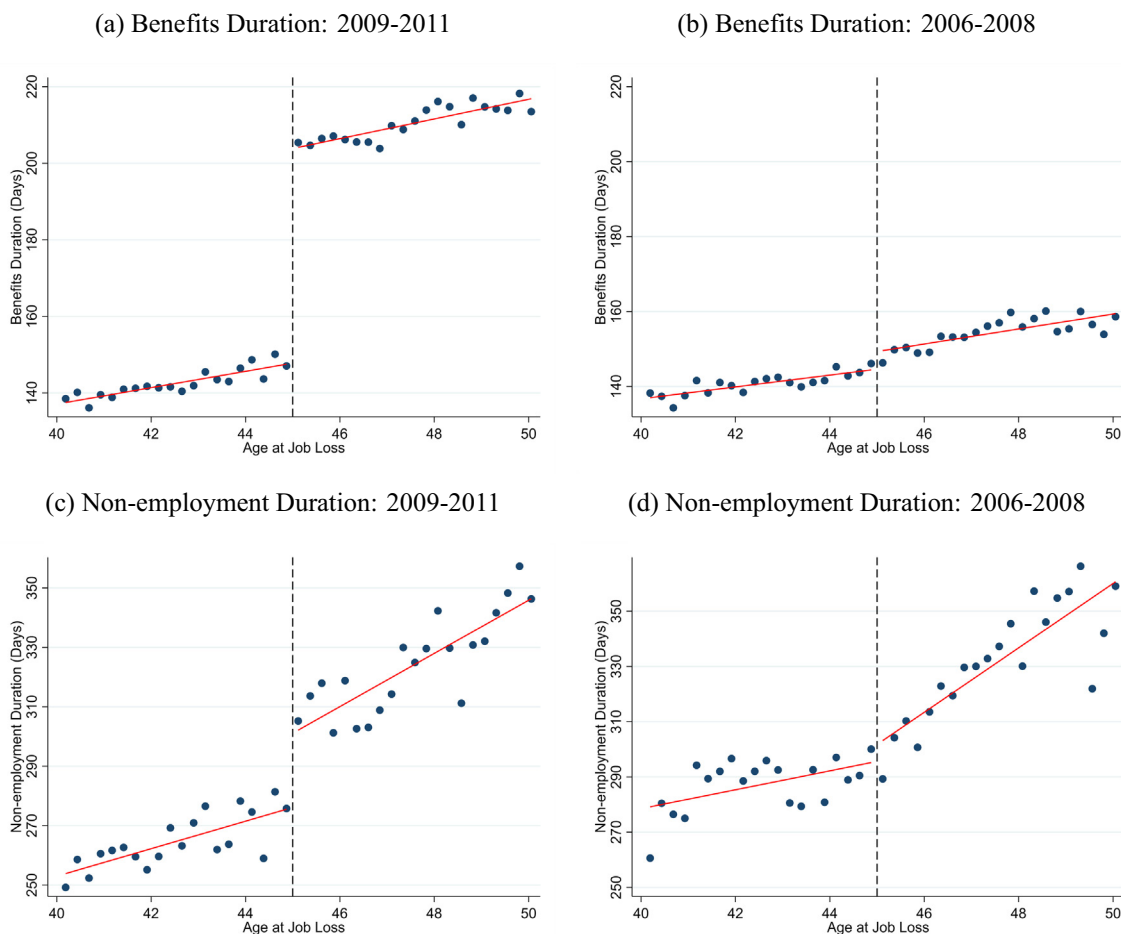 (a) Benefits Duration: 2009-2011
(b) Benefits Duration: 2006-2008
Benefits Duration (Days)
220
200
180
160
140
40 42 44 46 48 50
Age at Job Loss
Benefits Duration (Days)
220
200
180
160
140
40 42 44 46 48 50
Age at Job Loss
(c) Non-employment Duration: 2009-2011
(d) Non-employment Duration: 2006-2008
Non-employment Duration (Days)
350
330
310
290
270
250
40 42 44 46 48 50
Age at Job Loss
Non-employment Duration (Days)
350
330
310
290
270
250
40 42 44 46 48 50
Age at Job Loss